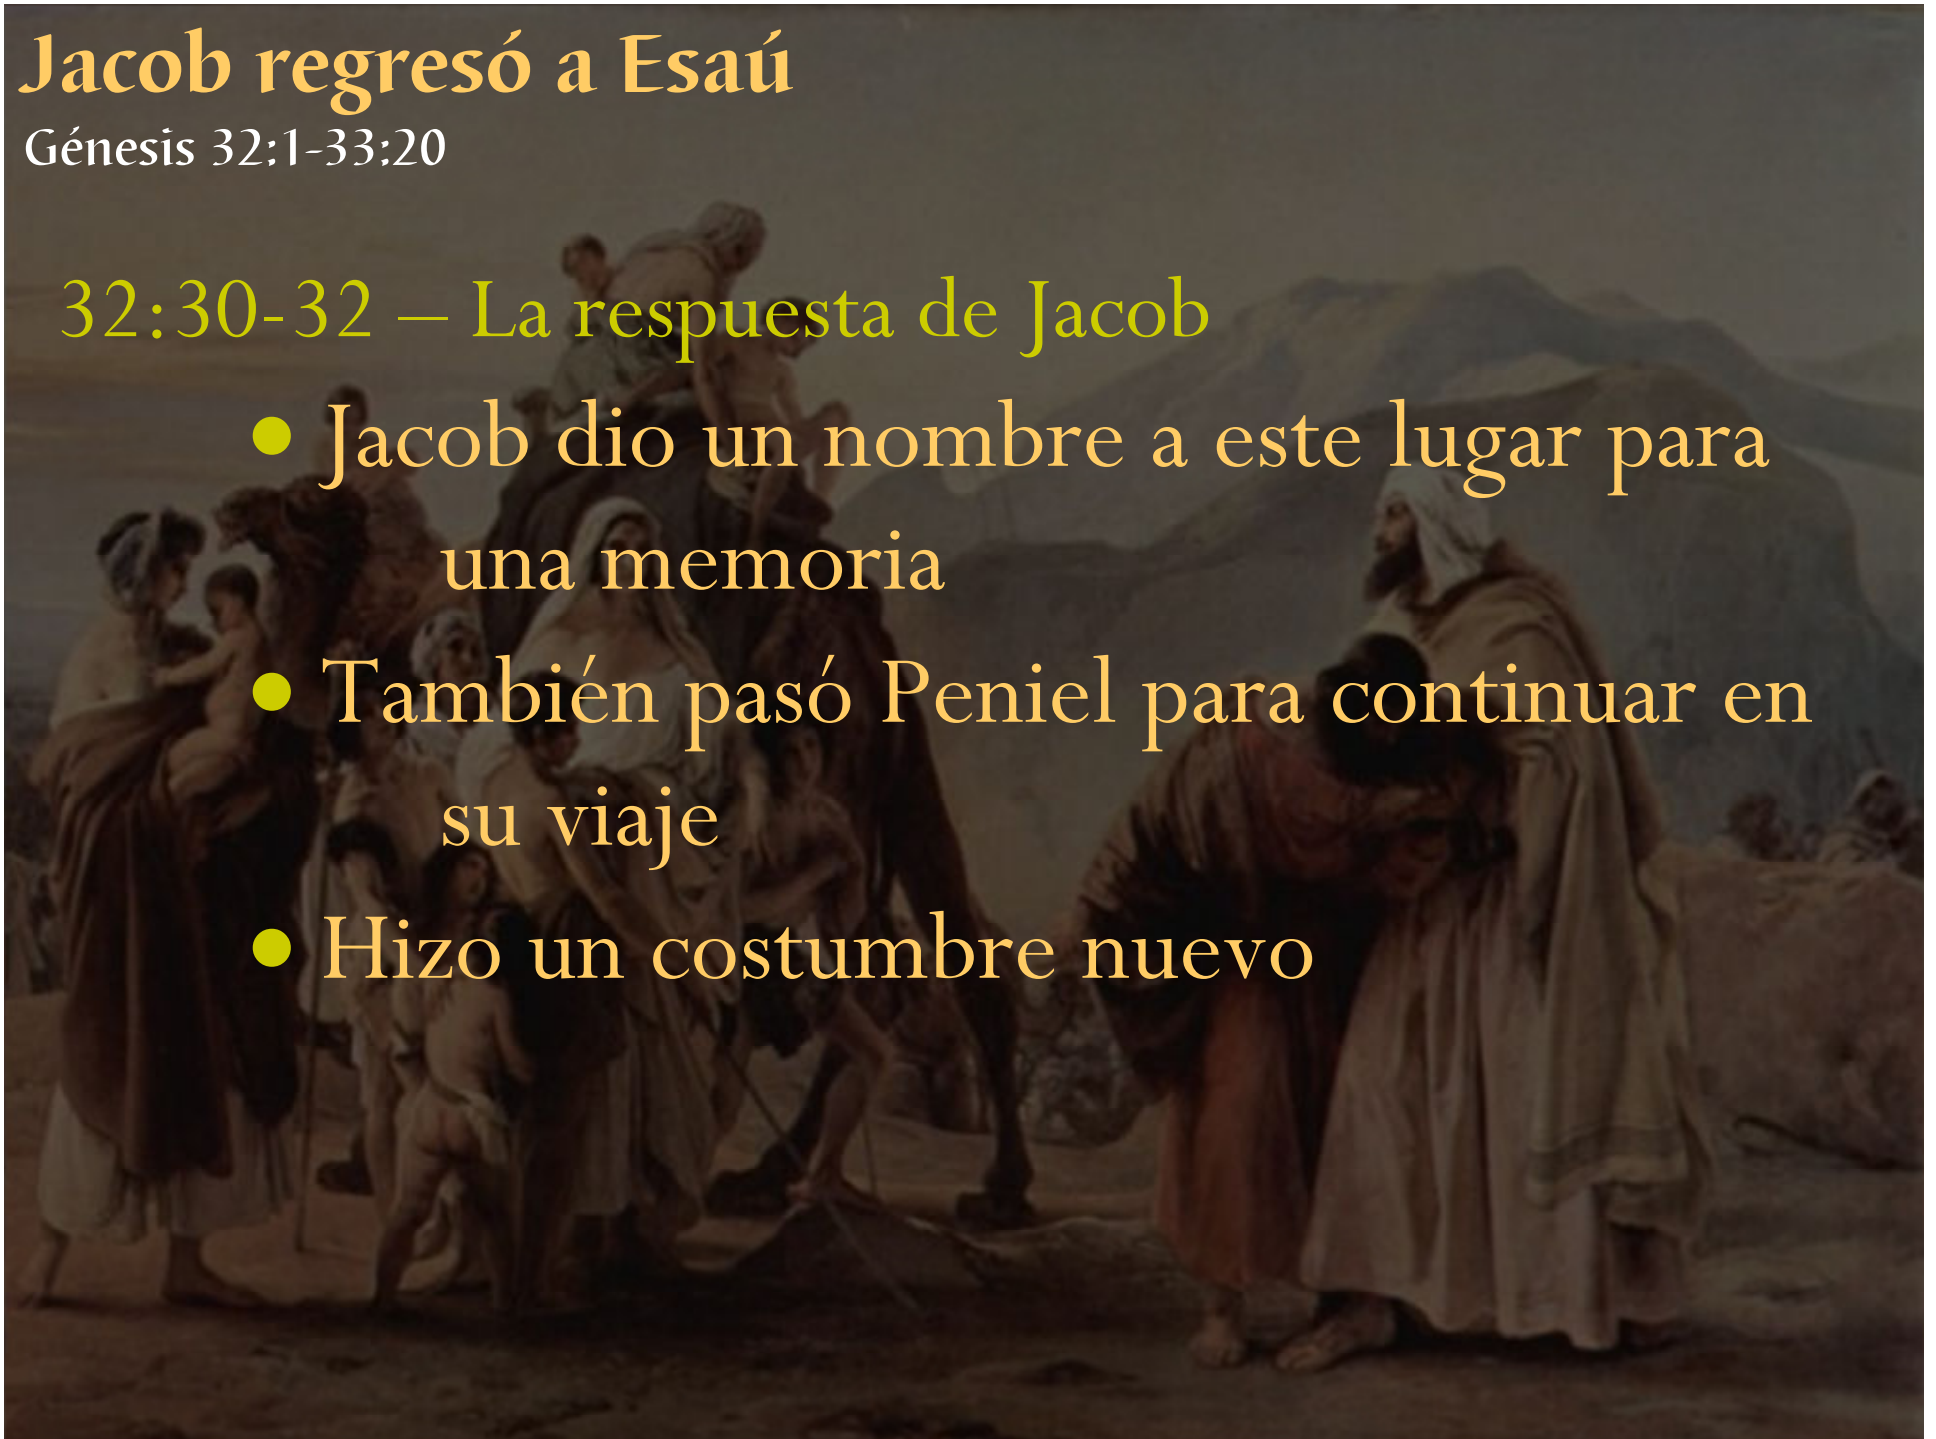 Jacob regresó a Esaú
Génesis 32:1-33:20
32:30-32 – La respuesta de Jacob
• Jacob dio un nombre a este lugar para
una memoria
• También pasó Peniel para continuar en
su viaje
• Hizo un costumbre nuevo